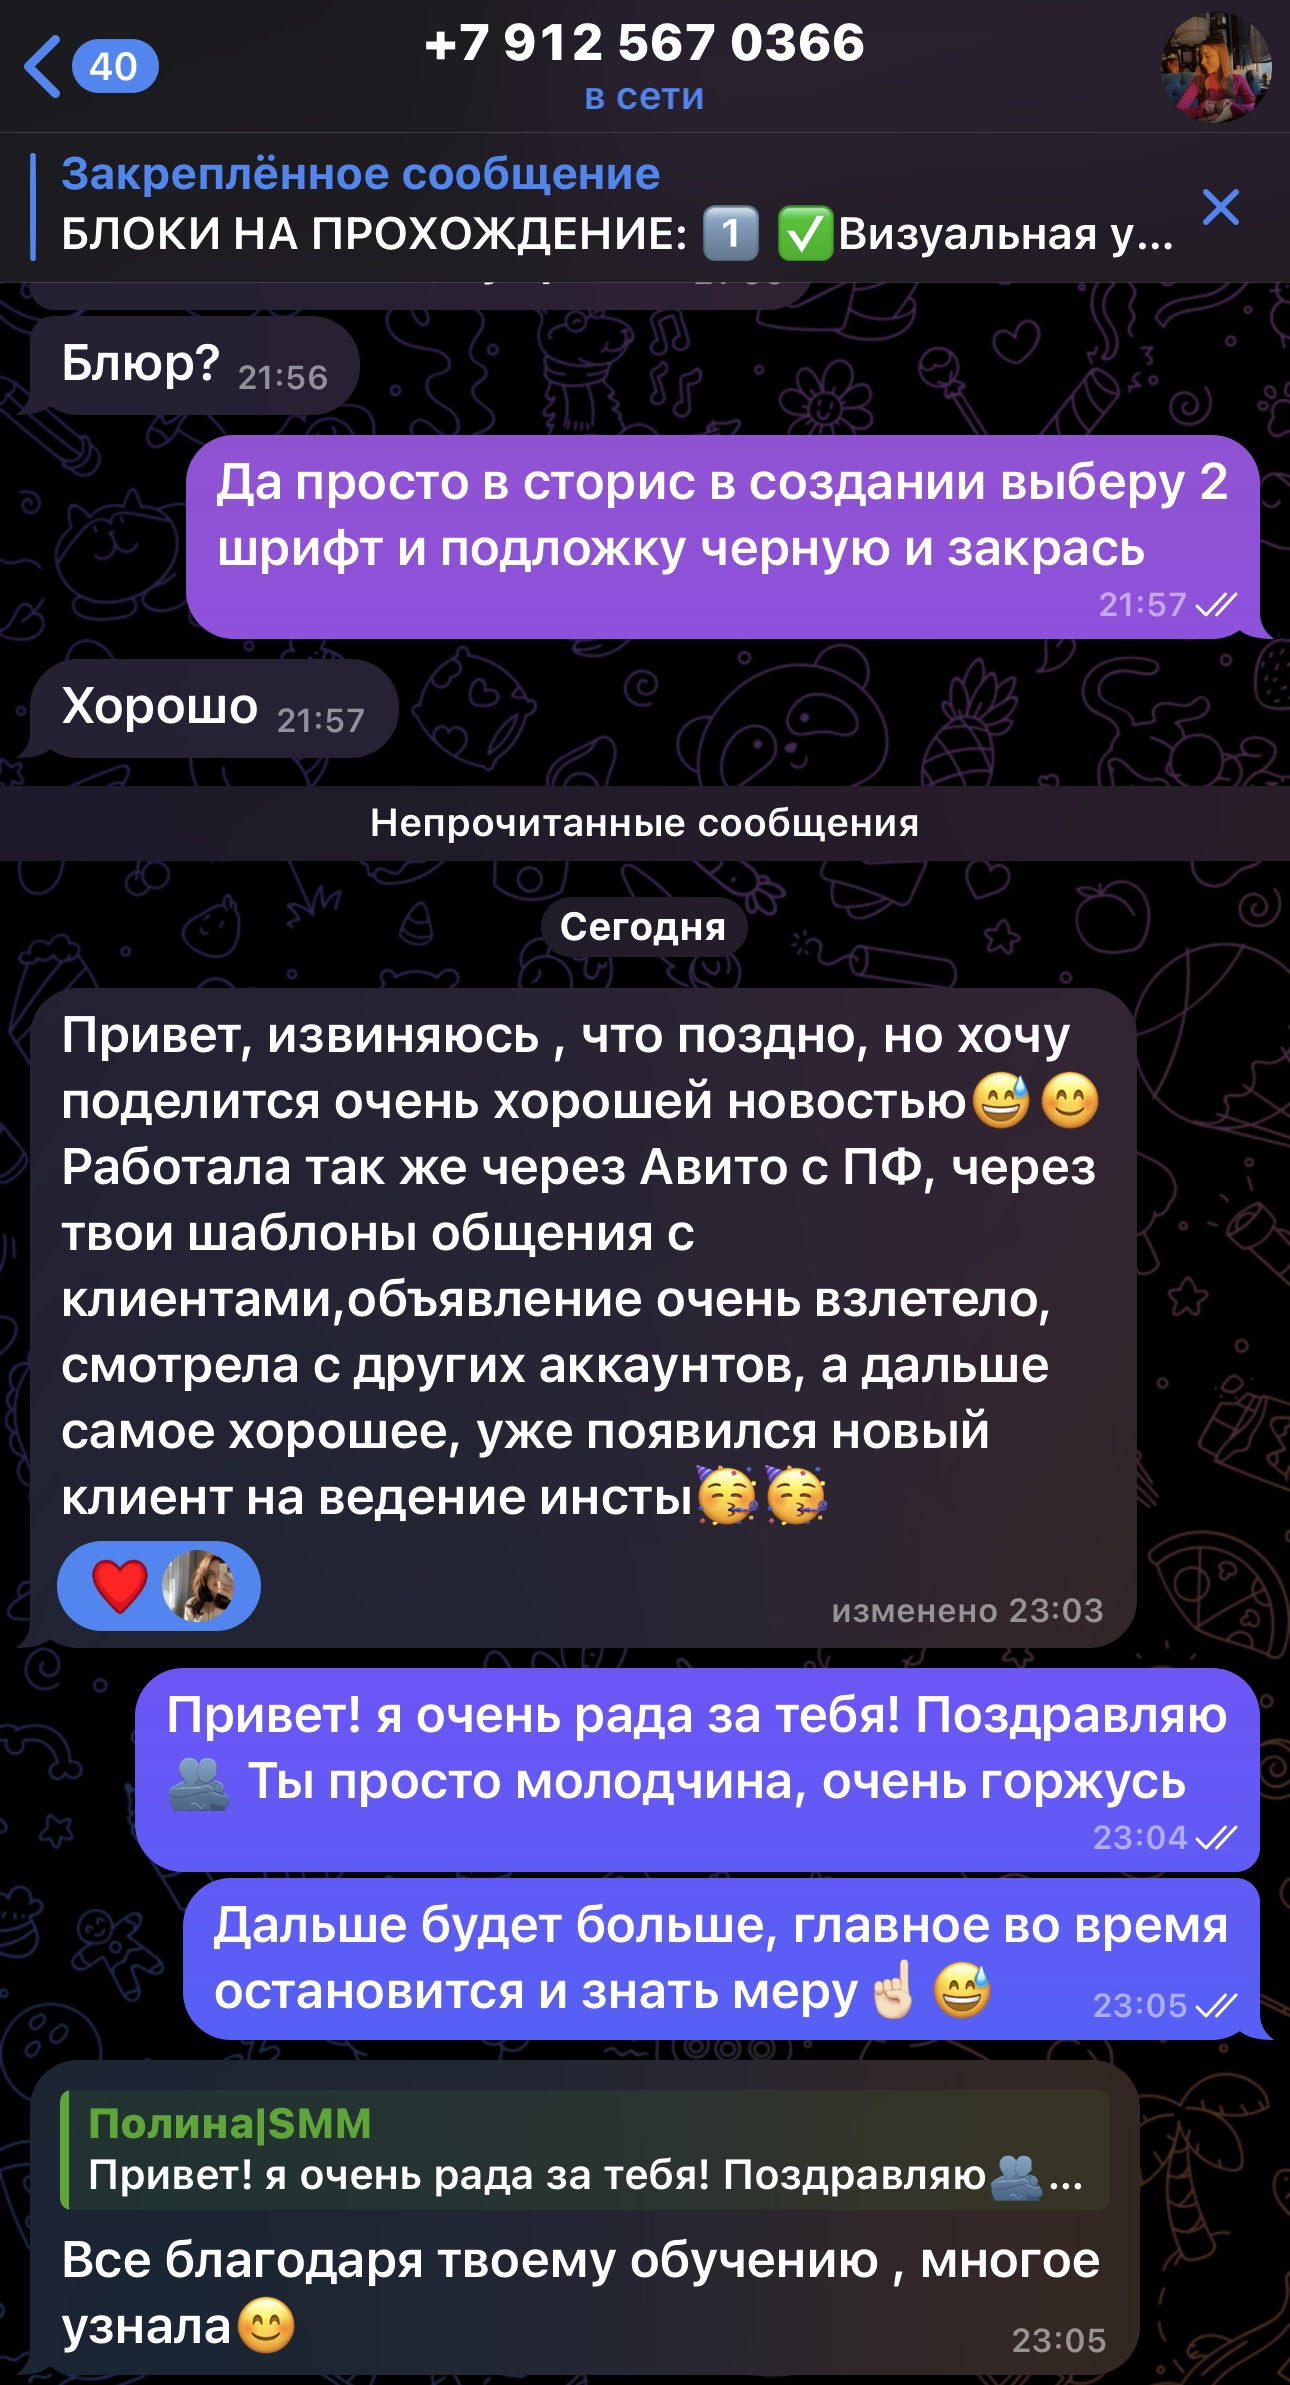 40
+7 912 567 0366
в сети
Закреплённое сообщение
БЛОКИ НА ПРОХОЖДЕНИЕ: 1️⃣ ✅Визуальная у...
Блюр? 21:56
Да просто в сторис в создании выберу 2
шрифт и подложку черную и закрась
21:57
Хорошо 21:57
Непрочитанные сообщения
Сегодня
Привет, извиняюсь , что поздно, но хочу
поделится очень хорошей новостью😅😊
Работала так же через Авито с ПФ, через
твои шаблоны общения с
клиентами,объявление очень взлетело,
смотрела с других аккаунтов, а дальше
самое хорошее, уже появился новый
клиент на ведение инсты🥳🥳
изменено 23:03
Привет! я очень рада за тебя! Поздравляю
🫂 Ты просто молодчина, очень горжусь
23:04
Дальше будет больше, главное во время
остановится и знать меру☝🏻😅 23:05
Полина|SMM
Привет! я очень рада за тебя! Поздравляю🫂...
Все благодаря твоему обучению , многое
узнала😊 23:05